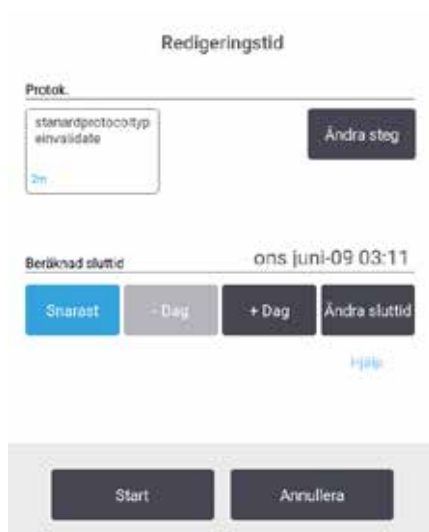 Redigeringstid
Protok.
stanardprotocoltyp
einvalidate
2m
Ändra steg
Beräknad sluttid
ons juni-09 03:11
Snarast
- Dag
+ Dag
Ändra sluttid
Hjälp
Start
Annullera